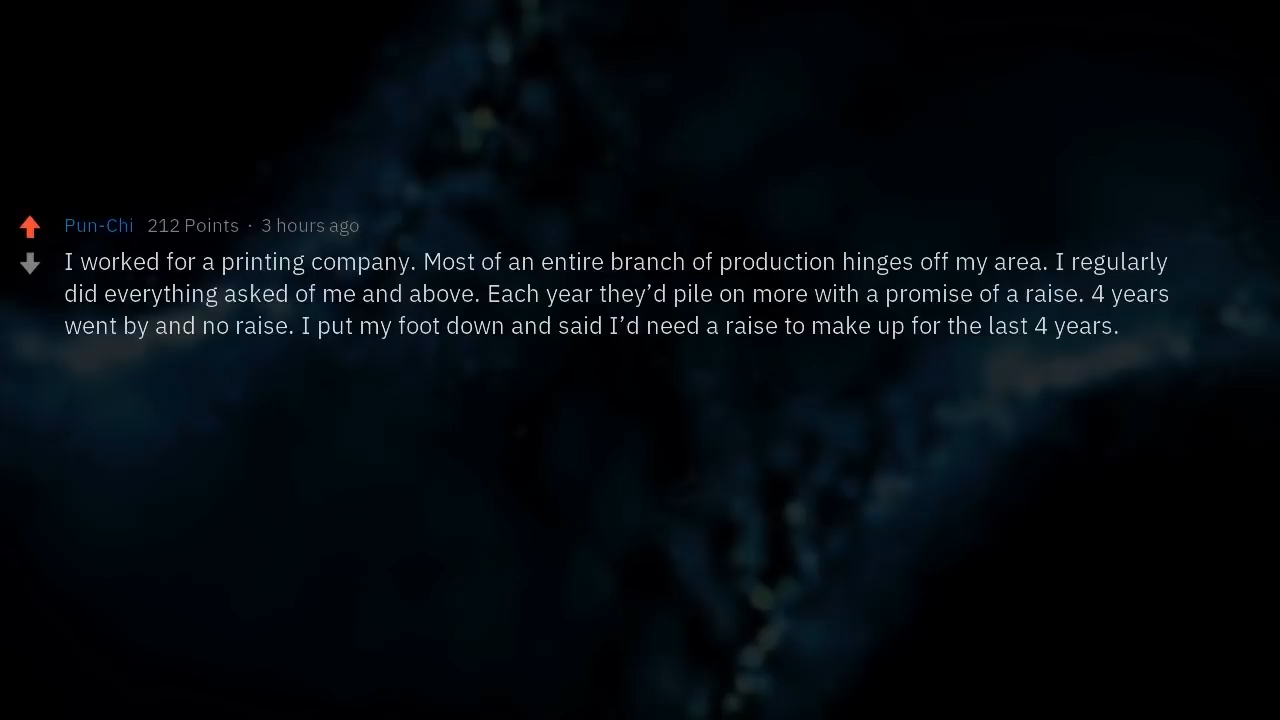 Pun-Chi 212 Points · 3 hours ago
I worked for a printing company. Most of an entire branch of production hinges off my area. I regularly
did everything asked of me and above. Each year they’d pile on more with a promise of a raise. 4 years
went by and no raise. I put my foot down and said I’d need a raise to make up for the last 4 years.